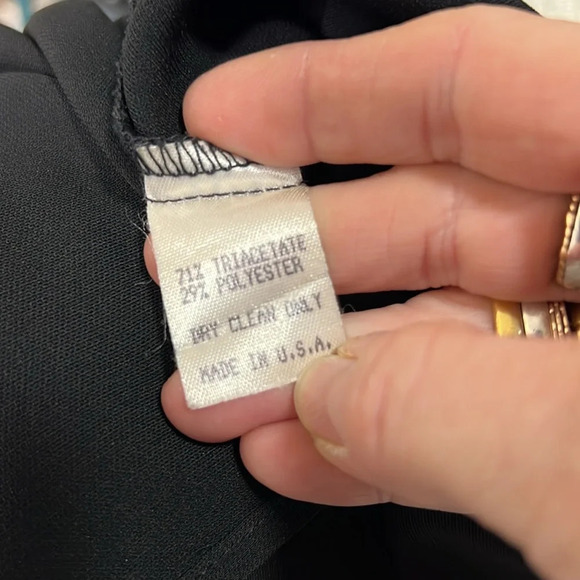 71% TRIACETATE
29% POLYESTER
DRY CLEAN ONLY
MADE IN U.S.A.